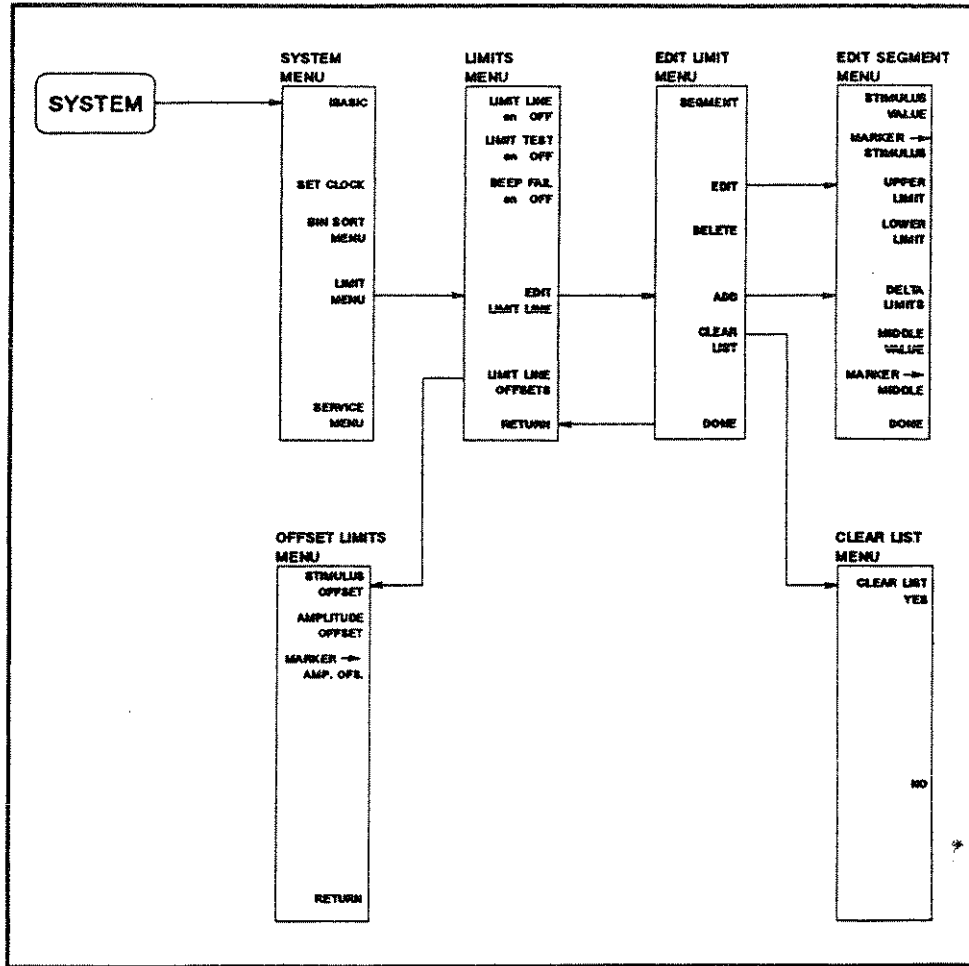 SYSTEM
SYSTEM
MENU
IBASIC
SET CLOCK
BIN SORT
MENU
LIMIT
MENU
SERVICE
MENU
LIMITS
MENU
LIMIT LINE
on OFF
LIMIT TEST
on OFF
BEEP FAIL
on OFF
EDIT
LIMIT LINE
LIMIT LINE
OFFSETS
RETURN
EDIT LIMIT
MENU
SEGMENT
EDIT
DELETE
ADD
CLEAR
LIST
DONE
EDIT SEGMENT
MENU
STIMULUS
VALUE
MARKER →
STIMULUS
UPPER
LIMIT
LOWER
LIMIT
DELTA
LIMITS
MIDDLE
VALUE
MARKER →
MIDDLE
DONE
OFFSET LIMITS
MENU
STIMULUS
OFFSET
AMPLITUDE
OFFSET
MARKER →
AMP. OFS.
RETURN
CLEAR LIST
MENU
CLEAR LIST
YES
NO
*